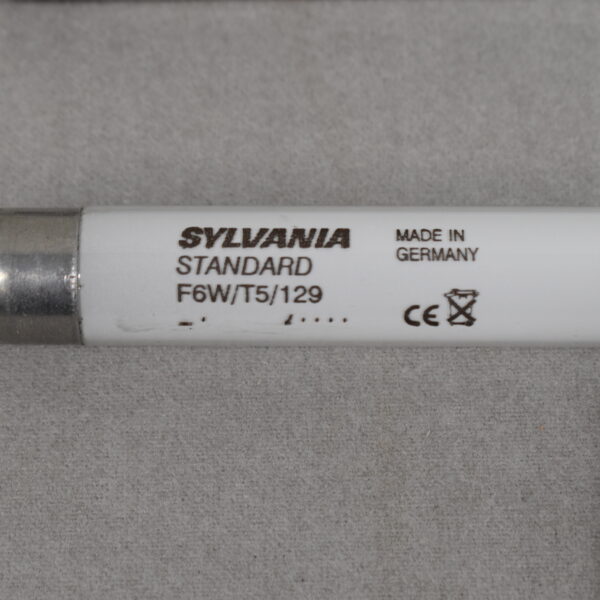 SYLVANIA
STANDARD
F6W/T5/129
MADE IN
GERMANY
CE